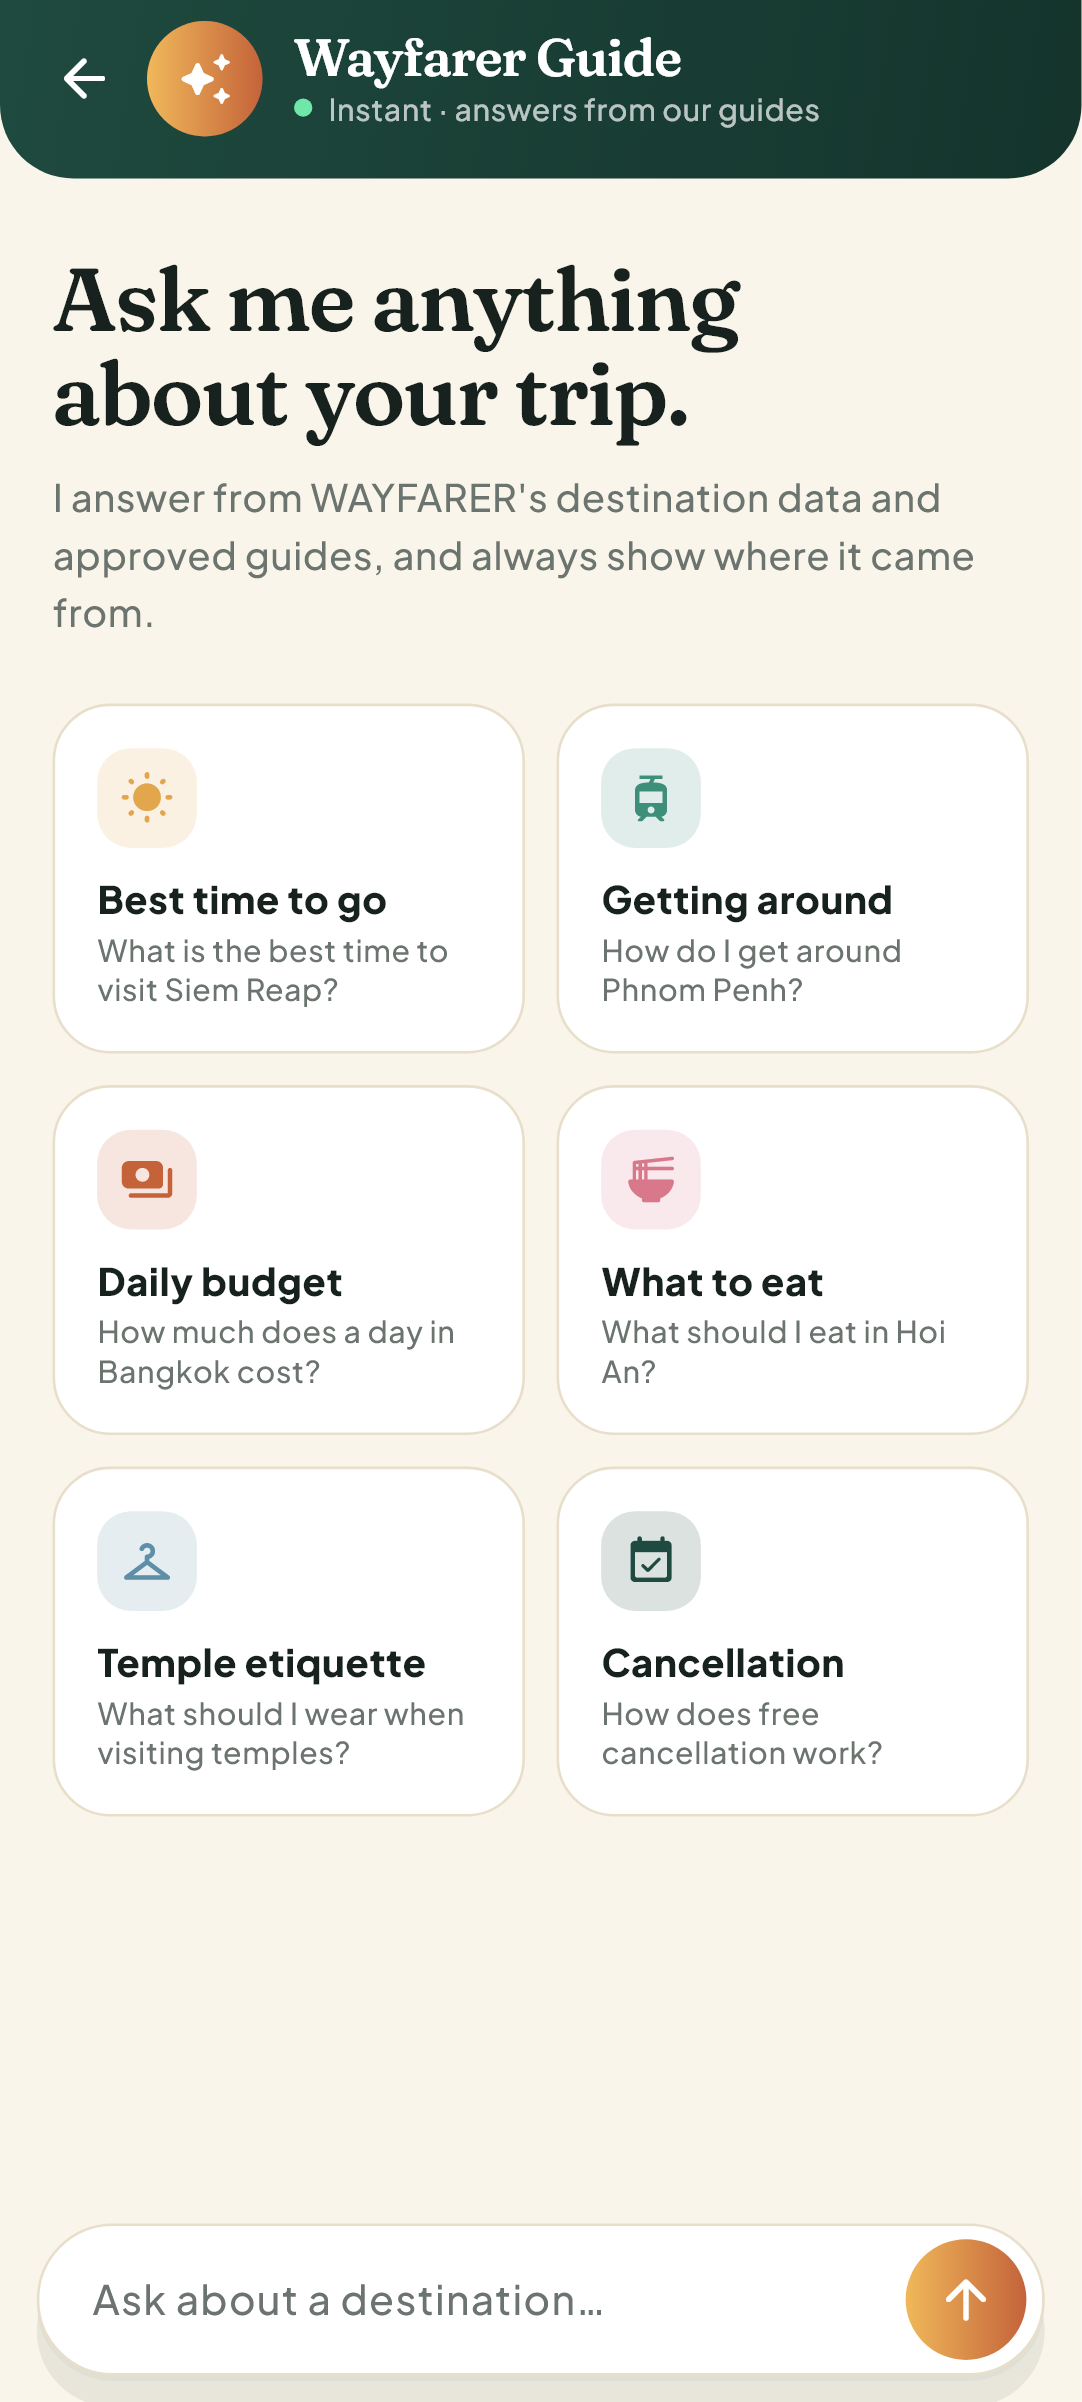 Wayfarer Guide
Instant · answers from our guides
Ask me anything
about your trip.
I answer from WAYFARER's destination data and
approved guides, and always show where it came
from.
Best time to go
What is the best time to
visit Siem Reap?
Getting around
How do I get around
Phnom Penh?
Daily budget
How much does a day in
Bangkok cost?
What to eat
What should I eat in Hoi
An?
Temple etiquette
What should I wear when
visiting temples?
Cancellation
How does free
cancellation work?
Ask about a destination…